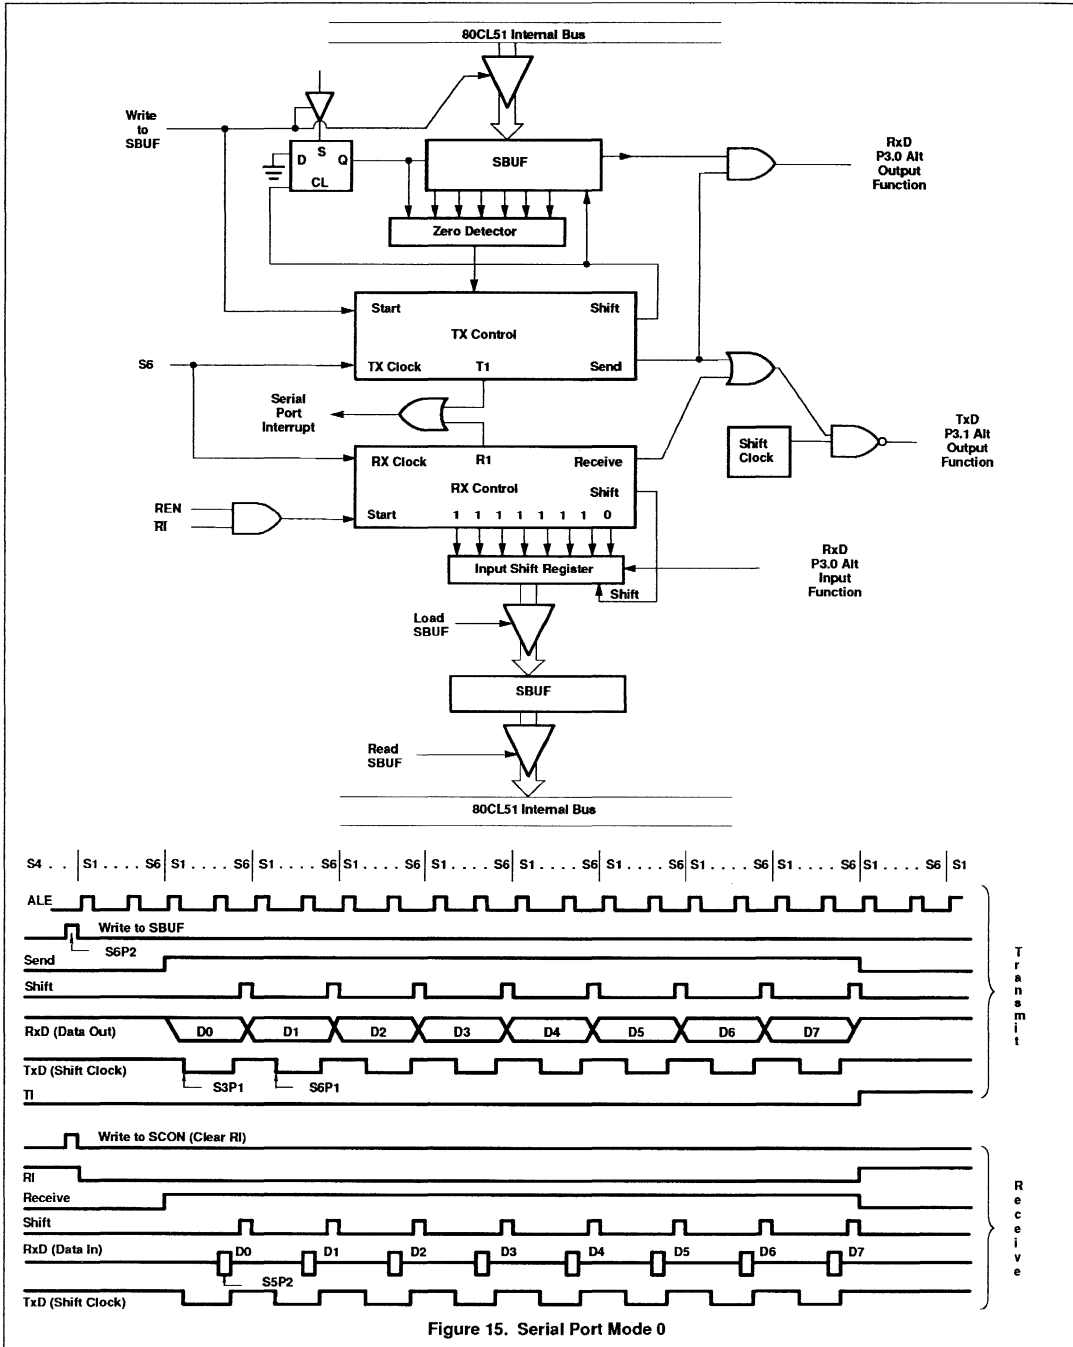 80CL51 Internal Bus
Write
to
SBUF
S
D Q
CL
SBUF
RxD
P3.0 Alt
Output
Function
Zero Detector
Start Shift
TX Control
S6
TX Clock T1 Send
Serial
Port
Interrupt
Shift
Clock
TxD
P3.1 Alt
Output
Function
RX Clock R1 Receive
RX Control
Shift
REN
RI
Start 1 1 1 1 1 1 1 0
Input Shift Register
RxD
P3.0 Alt
Input
Function
Shift
Load
SBUF
SBUF
Read
SBUF
80CL51 Internal Bus
S4 . . S1 . . . . S6 S1 . . . . S6 S1 . . . . S6 S1 . . . . S6 S1 . . . . S6 S1 . . . . S6 S1 . . . . S6 S1 . . . . S6 S1 . . . . S6 S1 . . . . S6 S1
ALE
Write to SBUF
S6P2
Send
Shift
RxD (Data Out) D0 D1 D2 D3 D4 D5 D6 D7
TxD (Shift Clock)
S3P1 S6P1
TI
Transmit
Write to SCON (Clear RI)
RI
Receive
Shift
RxD (Data In) D0 D1 D2 D3 D4 D5 D6 D7
S5P2
TxD (Shift Clock)
Receive
Figure 15. Serial Port Mode 0